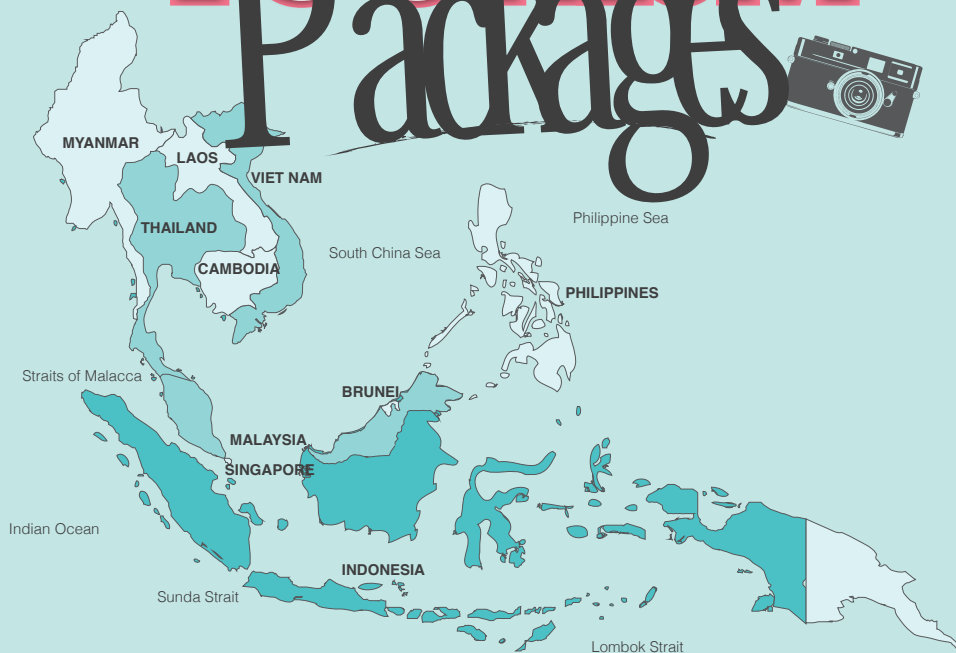 Packages
MYANMAR
LAOS
VIET NAM
Philippine Sea
THAILAND
South China Sea
CAMBODIA
PHILIPPINES
Straits of Malacca
BRUNEI
MALAYSIA
SINGAPORE
Indian Ocean
INDONESIA
Sunda Strait
Lombok Strait